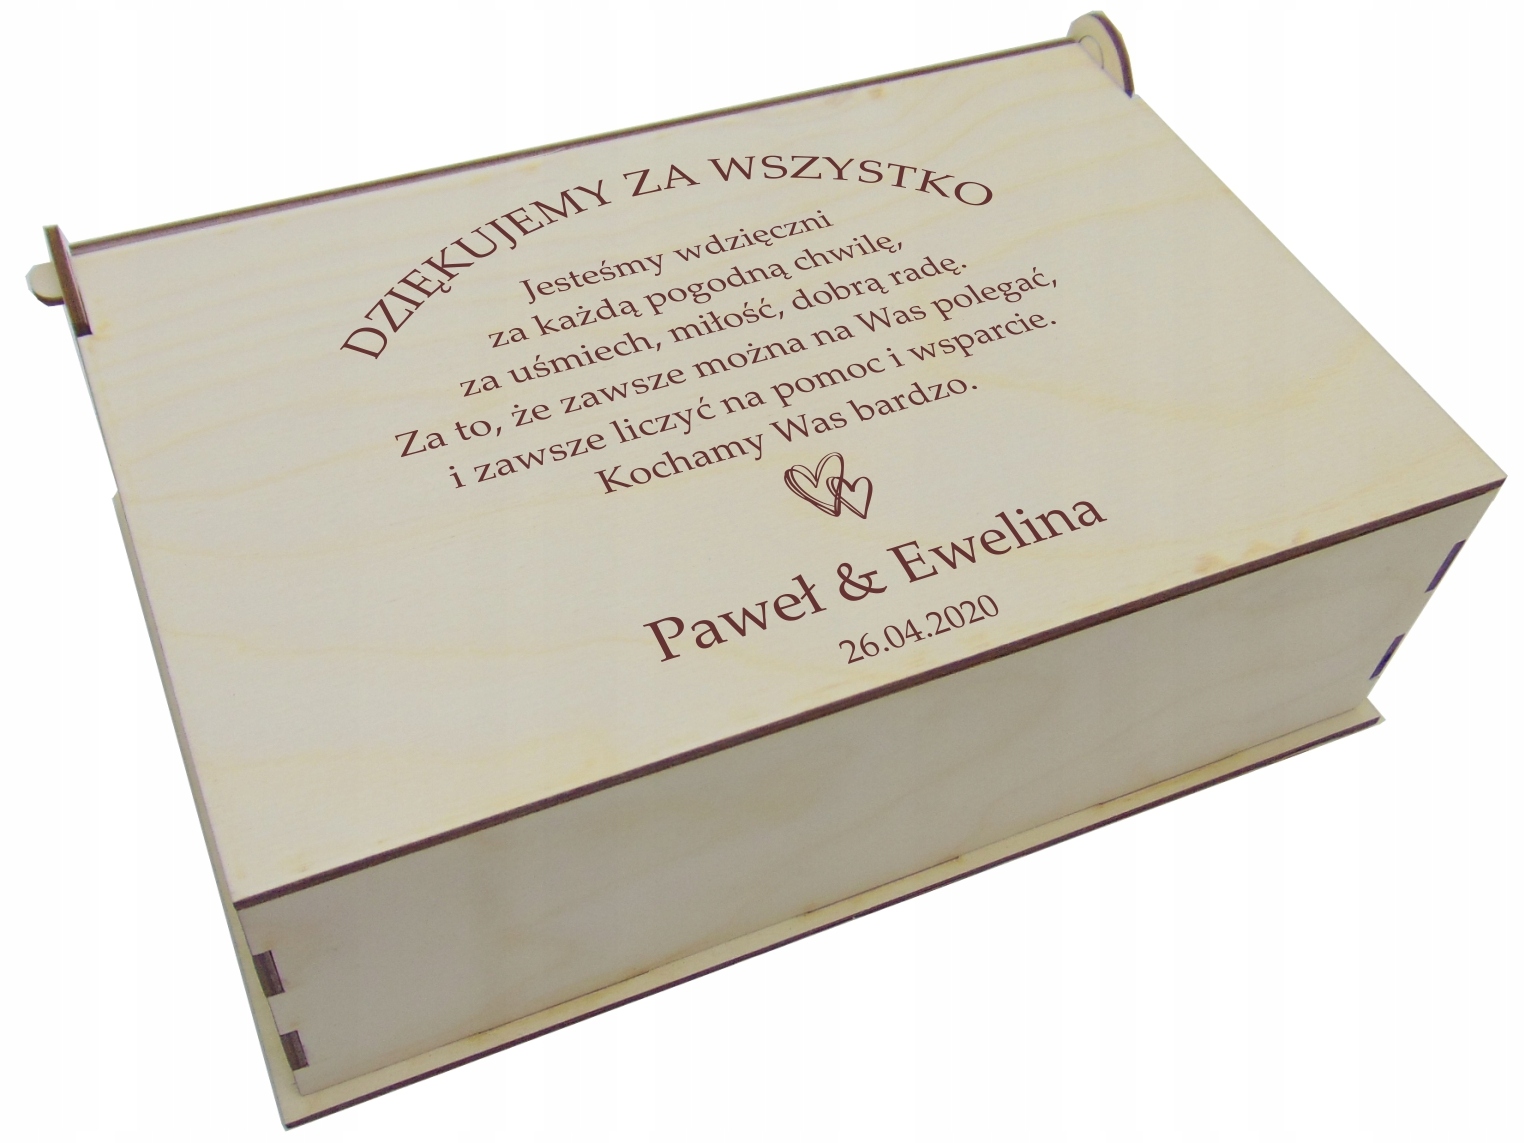 DZIĘKUJEMY ZA WSZYSTKO
Jesteśmy wdzięczni
za każdą pogodną chwilę,
za uśmiech, miłość, dobrą radę.
Za to, że zawsze można na Was polegać,
i zawsze liczyć na pomoc i wsparcie.
Kochamy Was bardzo.
Paweł & Ewelina
26.04.2020